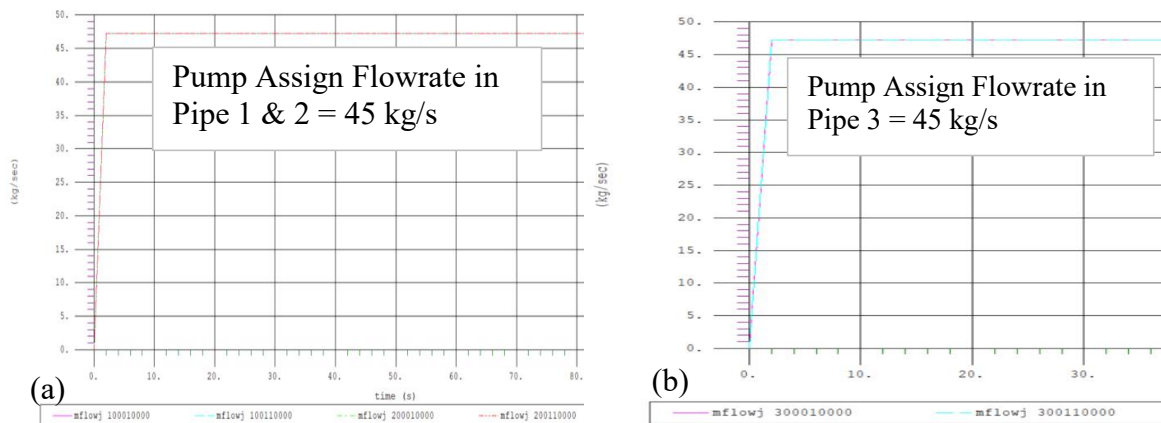 50.
45.
40.
35.
30.
25.
20.
15.
10.
5.
0.
(kg/sec)
Pump Assign Flowrate in
Pipe 1 & 2 = 45 kg/s
0. 10. 20. 30. 40. 50. 60. 70. 80.
time (s)
(a)
mflowj 100010000 mflowj 100110000 mflowj 200010000 mflowj 200110000
50.
45.
40.
35.
30.
25.
20.
15.
10.
5.
0.
(kg/sec)
Pump Assign Flowrate in
Pipe 3 = 45 kg/s
0. 10. 20. 30.
(b)
mflowj 300010000 mflowj 300110000